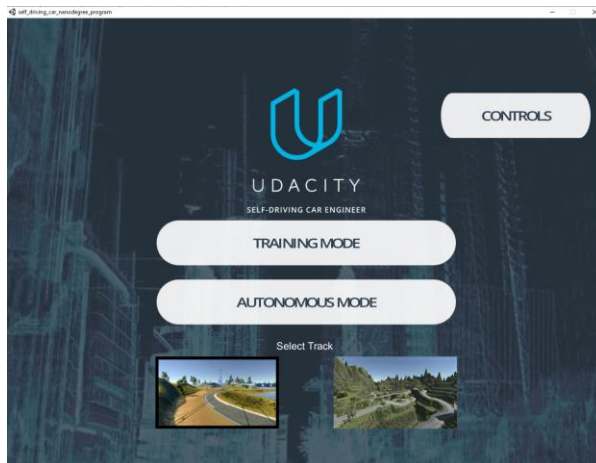 self_driving_car_nanodegree_program
CONTROLS
UDACITY
SELF-DRIVING CAR ENGINEER
TRAINING MODE
AUTONOMOUS MODE
Select Track